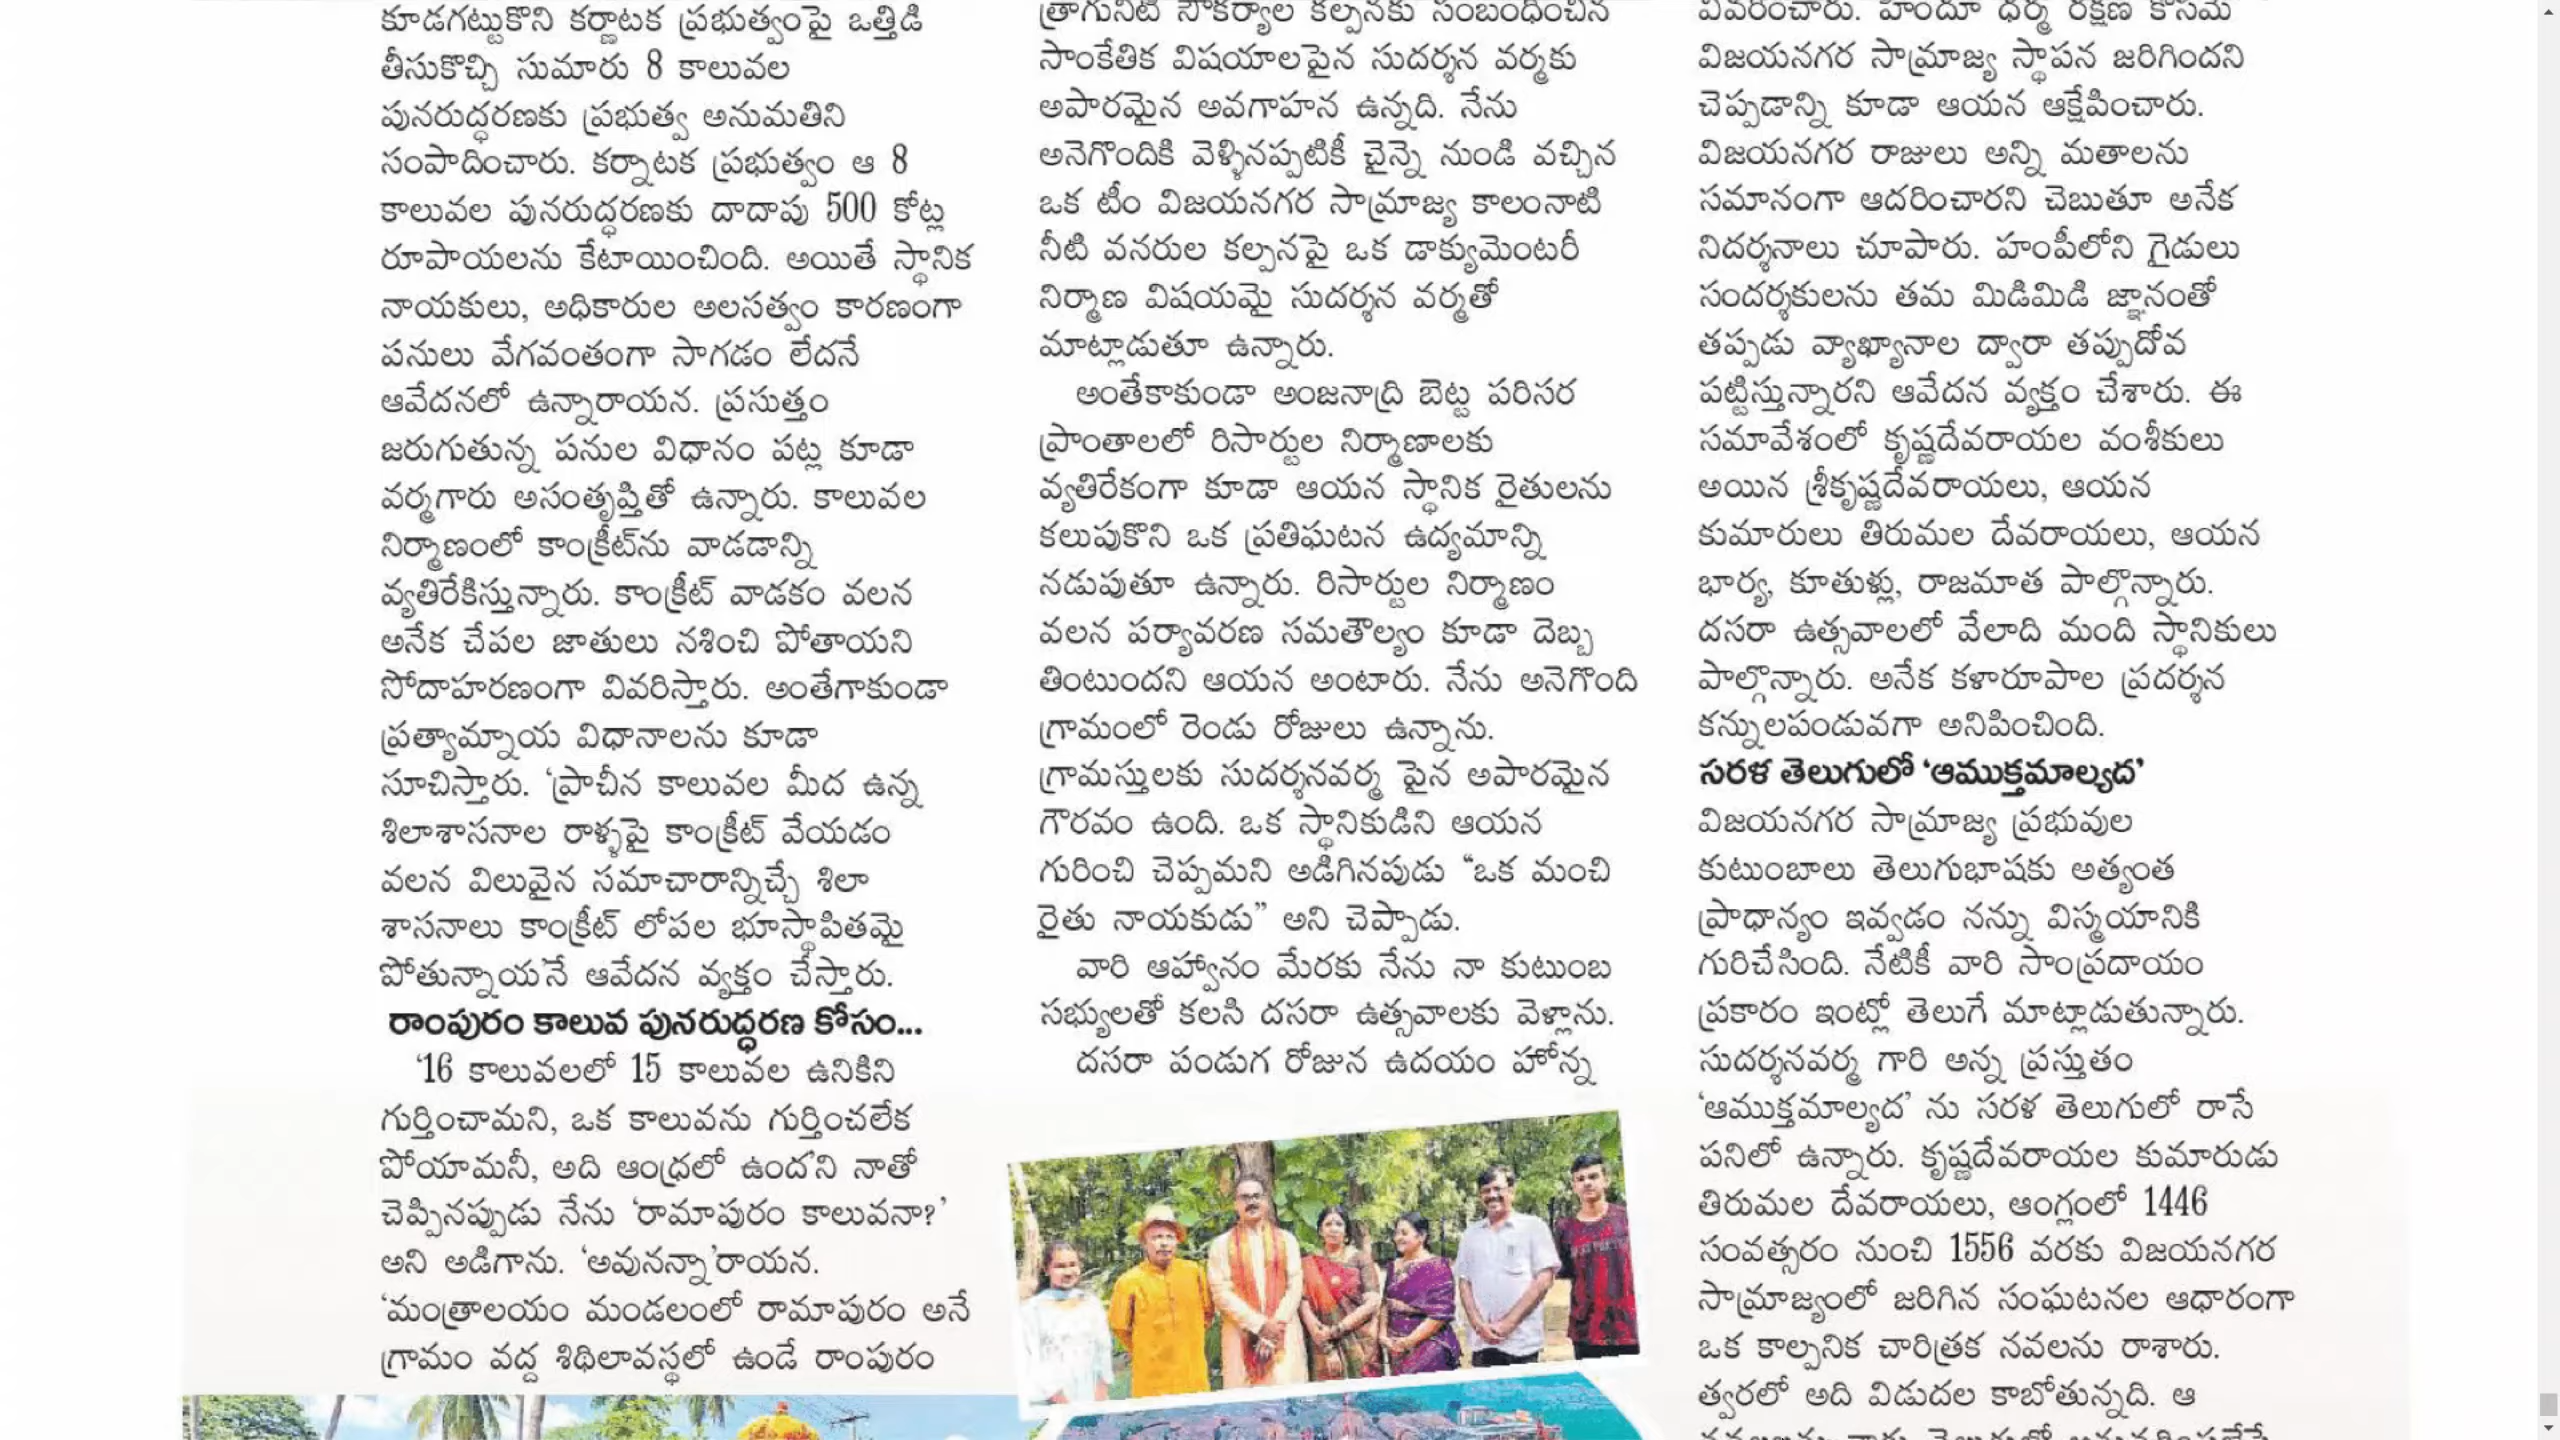 కూడగట్టుకొని కర్ణాటక ప్రభుత్వంపై ఒత్తిడి
తీసుకొచ్చి సుమారు 8 కాలువల
పునరుద్ధరణకు ప్రభుత్వ అనుమతిని
సంపాదించారు. కర్నాటక ప్రభుత్వం ఆ 8
కాలువల పునరుద్ధరణకు దాదాపు 500 కోట్ల
రూపాయలను కేటాయించింది. అయితే స్థానిక
నాయకులు, అధికారుల అలసత్వం కారణంగా
పనులు వేగవంతంగా సాగడం లేదనే
ఆవేదనలో ఉన్నారాయన. ప్రసుత్తం
జరుగుతున్న పనుల విధానం పట్ల కూడా
వర్మగారు అసంతృప్తితో ఉన్నారు. కాలువల
నిర్మాణంలో కాంక్రీట్‌ను వాడడాన్ని
వ్యతిరేకిస్తున్నారు. కాంక్రీట్ వాడకం వలన
అనేక చేపల జాతులు నశించి పోతాయని
సోదాహరణంగా వివరిస్తారు. అంతేగాకుండా
ప్రత్యామ్నాయ విధానాలను కూడా
సూచిస్తారు. ‘ప్రాచీన కాలువల మీద ఉన్న
శిలాశాసనాల రాళ్ళపై కాంక్రీట్ వేయడం
వలన విలువైన సమాచారాన్నిచ్చే శిలా
శాసనాలు కాంక్రీట్ లోపల భూస్థాపితమై
పోతున్నాయ’నే ఆవేదన వ్యక్తం చేస్తారు.
రాంపురం కాలువ పునరుద్ధరణ కోసం...
‘16 కాలువలలో 15 కాలువల ఉనికిని
గుర్తించామని, ఒక కాలువను గుర్తించలేక
పోయామనీ, అది ఆంధ్రలో ఉంద’ని నాతో
చెప్పినప్పుడు నేను ‘రామాపురం కాలువనా?’
అని అడిగాను. ‘అవునన్నా’రాయన.
‘మంత్రాలయం మండలంలో రామాపురం అనే
గ్రామం వద్ద శిథిలావస్థలో ఉండే రాంపురం
త్రాగునీటి సౌకర్యాల కల్పనకు సంబంధించిన
సాంకేతిక విషయాలపైన సుదర్శన వర్మకు
అపారమైన అవగాహన ఉన్నది. నేను
అనెగొందికి వెళ్ళినప్పటికీ చైన్నె నుండి వచ్చిన
ఒక టీం విజయనగర సామ్రాజ్య కాలంనాటి
నీటి వనరుల కల్పనపై ఒక డాక్యుమెంటరీ
నిర్మాణ విషయమై సుదర్శన వర్మతో
మాట్లాడుతూ ఉన్నారు.
అంతేకాకుండా అంజనాద్రి బెట్ట పరిసర
ప్రాంతాలలో రిసార్టుల నిర్మాణాలకు
వ్యతిరేకంగా కూడా ఆయన స్థానిక రైతులను
కలుపుకొని ఒక ప్రతిఘటన ఉద్యమాన్ని
నడుపుతూ ఉన్నారు. రిసార్టుల నిర్మాణం
వలన పర్యావరణ సమతౌల్యం కూడా దెబ్బ
తింటుందని ఆయన అంటారు. నేను అనెగొంది
గ్రామంలో రెండు రోజులు ఉన్నాను.
గ్రామస్తులకు సుదర్శనవర్మ పైన అపారమైన
గౌరవం ఉంది. ఒక స్థానికుడిని ఆయన
గురించి చెప్పమని అడిగినపుడు “ఒక మంచి
రైతు నాయకుడు” అని చెప్పాడు.
వారి ఆహ్వానం మేరకు నేను నా కుటుంబ
సభ్యులతో కలసి దసరా ఉత్సవాలకు వెళ్లాను.
దసరా పండుగ రోజున ఉదయం హోన్న
వివరించారు. హిందూ ధర్మ రక్షణ కోసమే
విజయనగర సామ్రాజ్య స్థాపన జరిగిందని
చెప్పడాన్ని కూడా ఆయన ఆక్షేపించారు.
విజయనగర రాజులు అన్ని మతాలను
సమానంగా ఆదరించారని చెబుతూ అనేక
నిదర్శనాలు చూపారు. హంపీలోని గైడులు
సందర్శకులను తమ మిడిమిడి జ్ఞానంతో
తప్పుడు వ్యాఖ్యానాల ద్వారా తప్పుదోవ
పట్టిస్తున్నారని ఆవేదన వ్యక్తం చేశారు. ఈ
సమావేశంలో కృష్ణదేవరాయల వంశీకులు
అయిన శ్రీకృష్ణదేవరాయలు, ఆయన
కుమారులు తిరుమల దేవరాయలు, ఆయన
భార్య, కూతుళ్లు, రాజమాత పాల్గొన్నారు.
దసరా ఉత్సవాలలో వేలాది మంది స్థానికులు
పాల్గొన్నారు. అనేక కళారూపాల ప్రదర్శన
కన్నులపండువగా అనిపించింది.
సరళ తెలుగులో ‘ఆముక్తమాల్యద’
విజయనగర సామ్రాజ్య ప్రభువుల
కుటుంబాలు తెలుగుభాషకు అత్యంత
ప్రాధాన్యం ఇవ్వడం నన్ను విస్మయానికి
గురిచేసింది. నేటికీ వారి సాంప్రదాయం
ప్రకారం ఇంట్లో తెలుగే మాట్లాడుతున్నారు.
సుదర్శనవర్మ గారి అన్న ప్రస్తుతం
‘ఆముక్తమాల్యద’ ను సరళ తెలుగులో రాసే
పనిలో ఉన్నారు. కృష్ణదేవరాయల కుమారుడు
తిరుమల దేవరాయలు, ఆంగ్లంలో 1446
సంవత్సరం నుంచి 1556 వరకు విజయనగర
సామ్రాజ్యంలో జరిగిన సంఘటనల ఆధారంగా
ఒక కాల్పనిక చారిత్రక నవలను రాశారు.
త్వరలో అది విడుదల కాబోతున్నది. ఆ